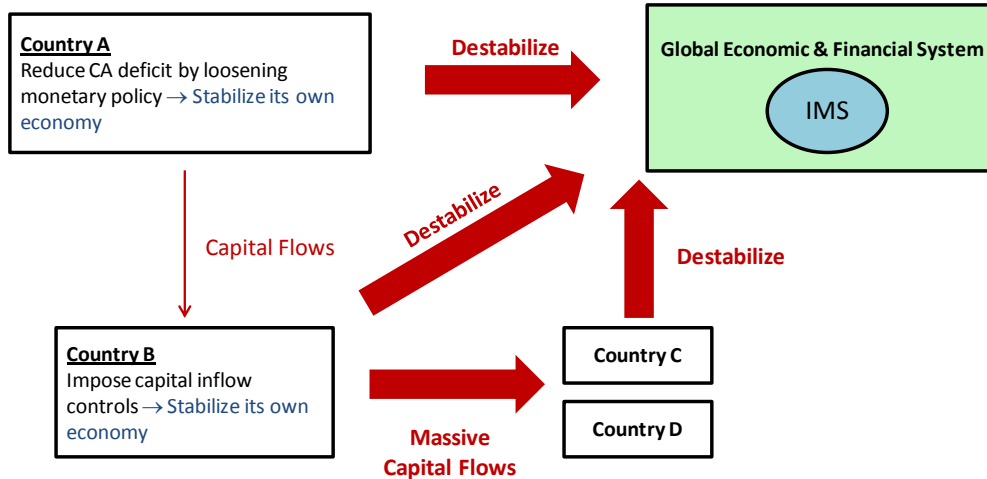 Country A
Reduce CA deficit by loosening
monetary policy → Stabilize its own
economy
Destabilize
Global Economic & Financial System
IMS
Capital Flows
Destabilize
Destabilize
Country B
Impose capital inflow
controls → Stabilize its own
economy
Massive
Capital Flows
Country C
Country D